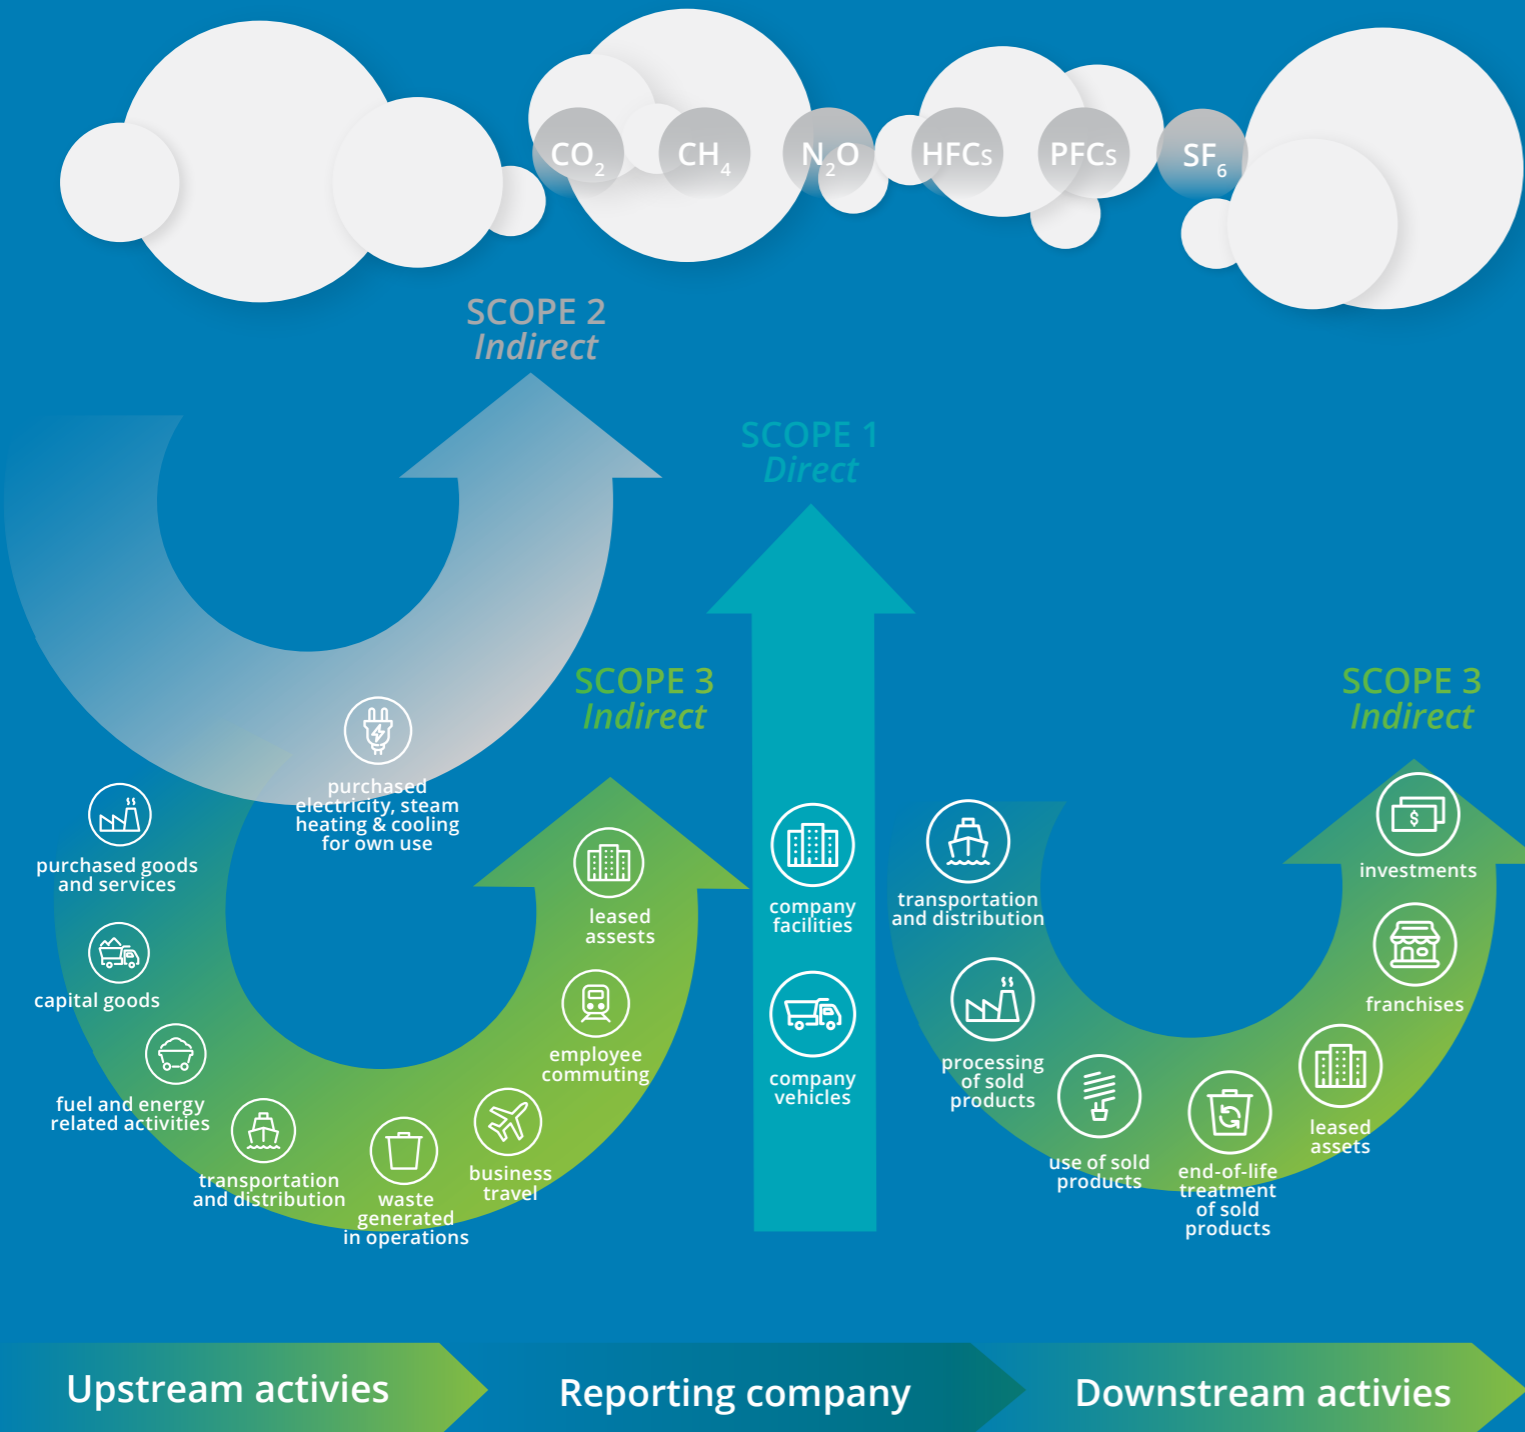 CO₂
CH₄
N₂O
HFCs
PFCs
SF₆
SCOPE 2
Indirect
SCOPE 1
Direct
SCOPE 3
Indirect
SCOPE 3
Indirect
purchased
electricity, steam
heating & cooling
for own use
purchased goods
and services
capital goods
fuel and energy
related activities
transportation
and distribution
waste
generated
in operations
business
travel
employee
commuting
leased
assests
company
facilities
company
vehicles
transportation
and distribution
processing
of sold
products
use of sold
products
end-of-life
treatment
of sold
products
leased
assets
franchises
$
investments
Upstream activies
Reporting company
Downstream activies